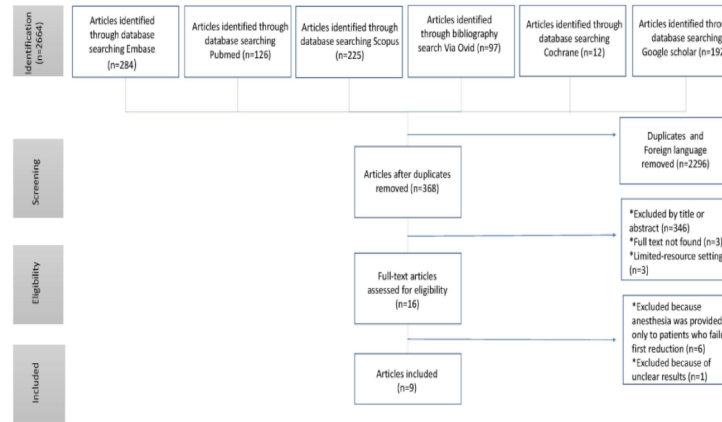 Identification
(n=2664)
Articles identified
through database
searching Embase
(n=284)
Articles identified through
database searching
Pubmed (n=126)
Articles identified through
database searching Scopus
(n=225)
Articles identified
through bibliography
search Via Ovid (n=97)
Articles identified through
database searching
Cochrane (n=12)
Articles identified
database searching
Google scholar
Screening
Articles after duplicates
removed (n=368)
Duplicates and
Foreign language
removed (n=2296)
Eligibility
Full-text articles
assessed for eligibility
(n=16)
*Excluded by title or
abstract (n=346)
*Full text not found (n=3)
*Limited-resource setting
(n=3)
Included
Articles included
(n=9)
*Excluded because
anesthesia was provided
only to patients who
first reduction (n=6)
*Excluded because of
unclear results (n=1)